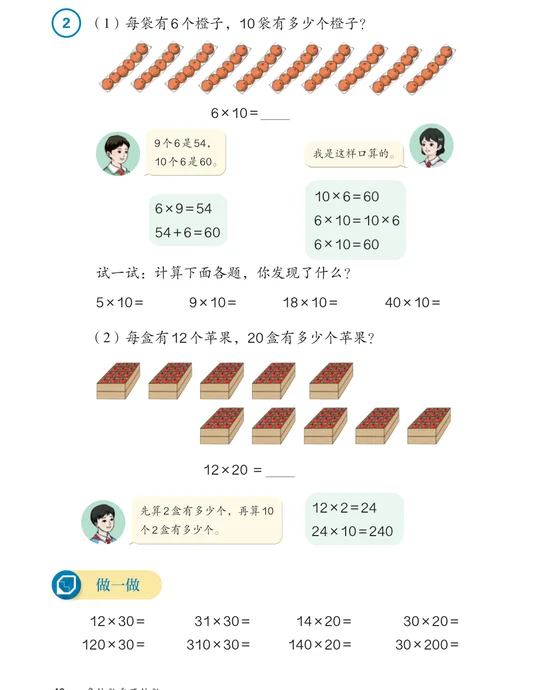 2 （1）每袋有6个橙子，10袋有多少个橙子？
6×10=____
9个6是54，
10个6是60。
我是这样口算的。
6×9=54
54+6=60
10×6=60
6×10=10×6
6×10=60
试一试：计算下面各题，你发现了什么？
5×10= 9×10= 18×10= 40×10=
（2）每盒有12个苹果，20盒有多少个苹果？
12×20 =____
先算2盒有多少个，再算10
个2盒有多少个。
12×2=24
24×10=240
做一做
12×30= 31×30= 14×20= 30×20=
120×30= 310×30= 140×20= 30×200=